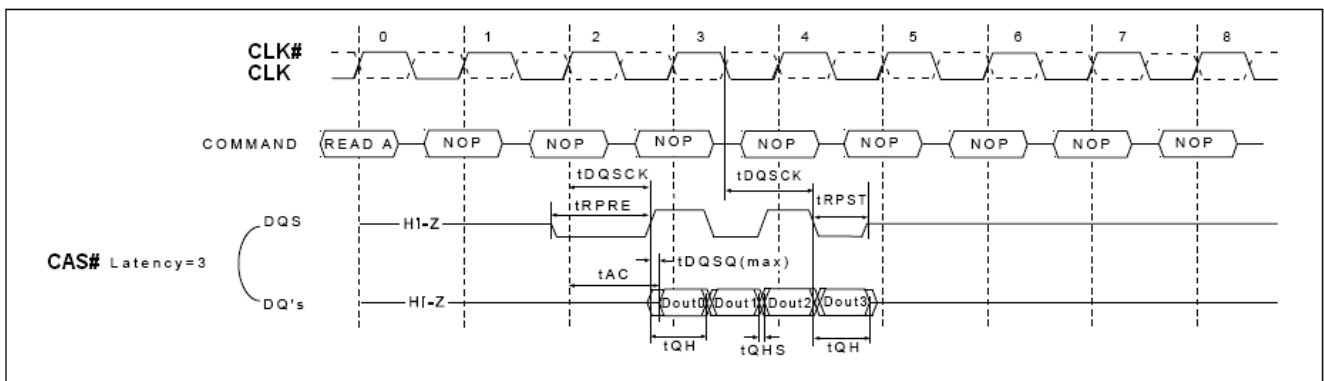 0 1 2 3 4 5 6 7 8
CLK#
CLK
COMMAND READ A NOP NOP NOP NOP NOP NOP NOP NOP
tDQSCK tDQSCK
tRPRE tRPST
DQS HI-Z
CAS# Latency=3
tDQSQ(max)
tAC
DQ's HI-Z Dout0 Dout1 Dout2 Dout3
tQH tQHS tQH